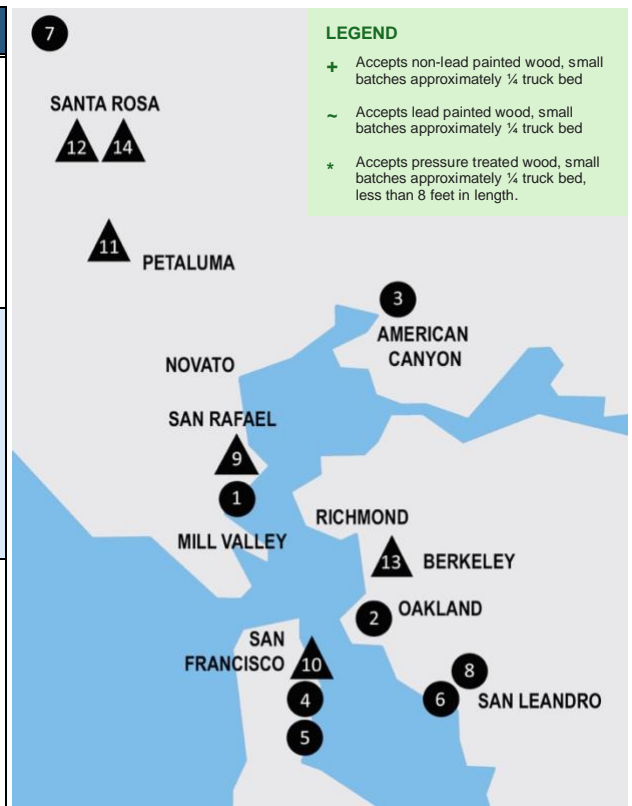 7
LEGEND
+ Accepts non-lead painted wood, small
batches approximately ¼ truck bed
~ Accepts lead painted wood, small
batches approximately ¼ truck bed
* Accepts pressure treated wood, small
batches approximately ¼ truck bed,
less than 8 feet in length.
SANTA ROSA
12 14
11
PETALUMA
3
AMERICAN
CANYON
NOVATO
SAN RAFAEL
9
1
MILL VALLEY
RICHMOND
13 BERKELEY
2 OAKLAND
SAN
FRANCISCO 10
4
5
8
6 SAN LEANDRO